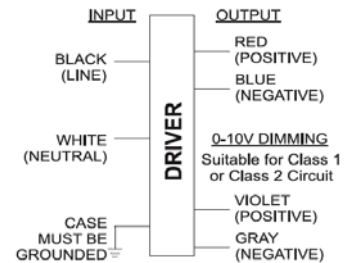 INPUT
OUTPUT
BLACK
(LINE)
WHITE
(NEUTRAL)
CASE
MUST BE
GROUNDED
DRIVER
RED
(POSITIVE)
BLUE
(NEGATIVE)
0-10V DIMMING
Suitable for Class 1
or Class 2 Circuit
VIOLET
(POSITIVE)
GRAY
(NEGATIVE)